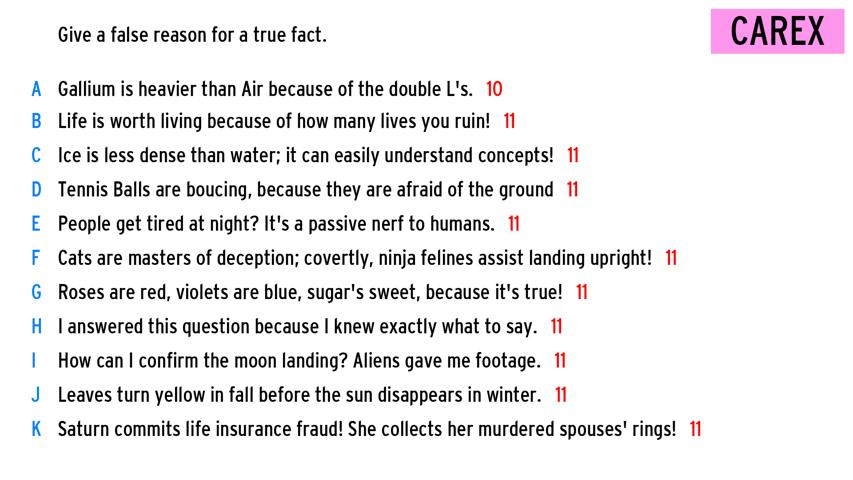 Give a false reason for a true fact.
CAREX
A Gallium is heavier than Air because of the double L's. 10
B Life is worth living because of how many lives you ruin! 11
C Ice is less dense than water; it can easily understand concepts! 11
D Tennis Balls are boucing, because they are afraid of the ground 11
E People get tired at night? It's a passive nerf to humans. 11
F Cats are masters of deception; covertly, ninja felines assist landing upright! 11
G Roses are red, violets are blue, sugar's sweet, because it's true! 11
H I answered this question because I knew exactly what to say. 11
I How can I confirm the moon landing? Aliens gave me footage. 11
J Leaves turn yellow in fall before the sun disappears in winter. 11
K Saturn commits life insurance fraud! She collects her murdered spouses' rings! 11